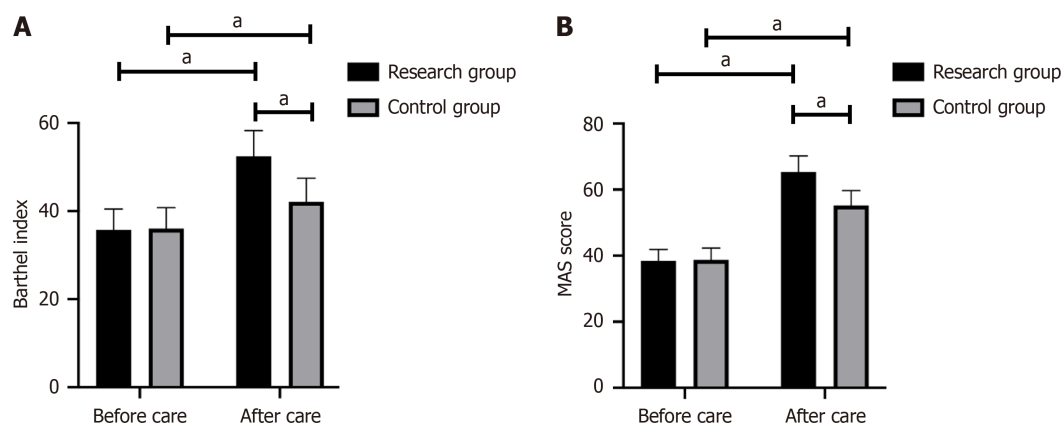 A
a
a
a
Research group
Control group
Barthel index
60
40
20
0
Before care
After care
B
a
a
a
Research group
Control group
MAS score
80
60
40
20
0
Before care
After care